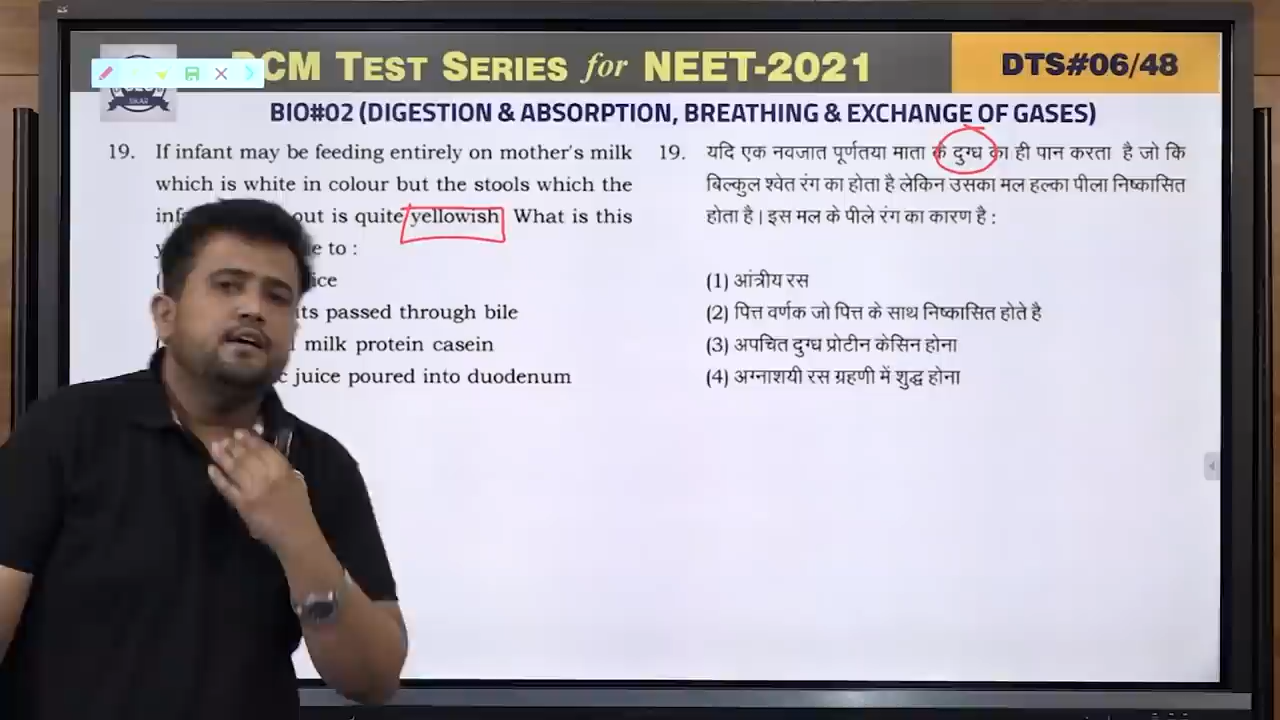 DCM TEST SERIES for NEET-2021
DTS#06/48
SIKAR
BIO#02 (DIGESTION & ABSORPTION, BREATHING & EXCHANGE OF GASES)
19. If infant may be feeding entirely on mother's milk
which is white in colour but the stools which the
out is quite yellowish. What is this
e to :
ice
ts passed through bile
milk protein casein
c juice poured into duodenum
19. यदि एक नवजात पूर्णतया माता के दुग्ध का ही पान करता है जो कि
बिल्कुल श्वेत रंग का होता है लेकिन उसका मल हल्का पीला निष्कासित
होता है। इस मल के पीले रंग का कारण है :
(1) आंत्रीय रस
(2) पित्त वर्णक जो पित्त के साथ निष्कासित होते है
(3) अपचित दुग्ध प्रोटीन केसिन होना
(4) अग्नाशयी रस ग्रहणी में शुद्ध होना